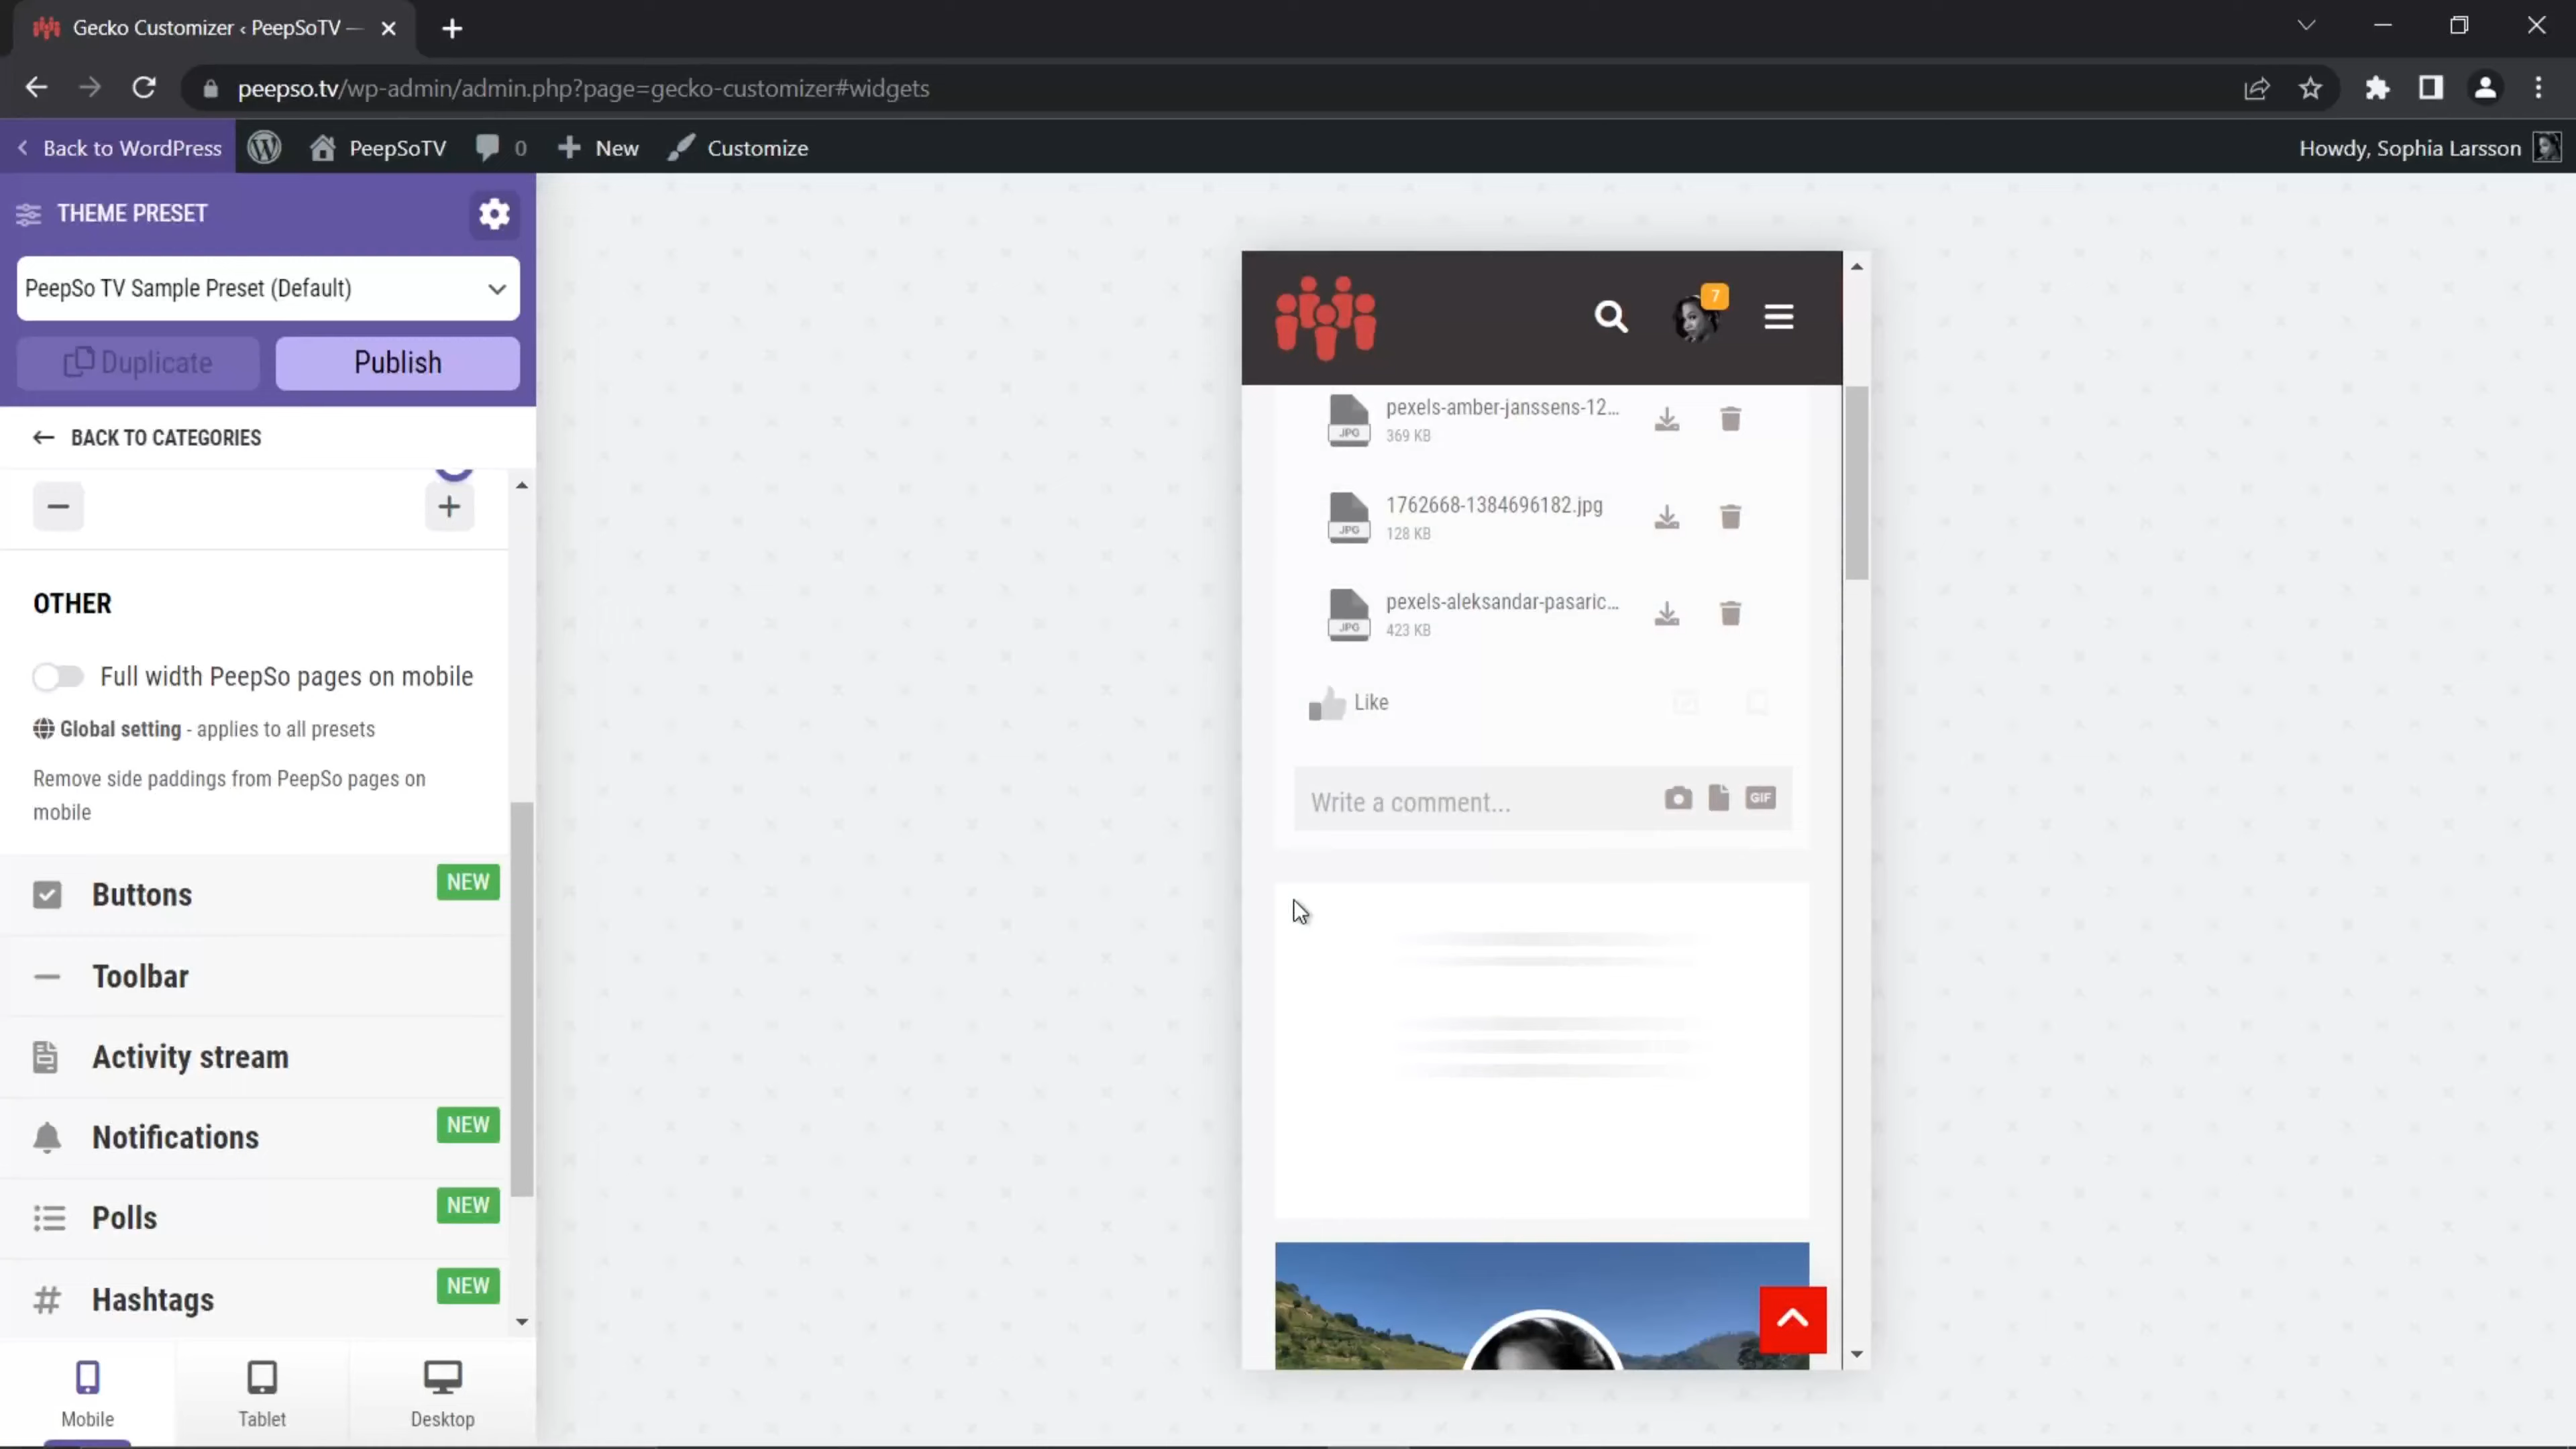 Gecko Customizer ‹ PeepSoTV —
peepso.tv/wp-admin/admin.php?page=gecko-customizer#widgets
Back to WordPress
PeepSoTV
0
New
Customize
Howdy, Sophia Larsson
THEME PRESET
PeepSo TV Sample Preset (Default)
Duplicate
Publish
BACK TO CATEGORIES
OTHER
Full width PeepSo pages on mobile
Global setting - applies to all presets
Remove side paddings from PeepSo pages on
mobile
Buttons
NEW
Toolbar
Activity stream
Notifications
NEW
Polls
NEW
Hashtags
NEW
Mobile
Tablet
Desktop
7
JPG
pexels-amber-janssens-12...
369 KB
JPG
1762668-1384696182.jpg
128 KB
JPG
pexels-aleksandar-pasaric...
423 KB
Like
Write a comment...
GIF